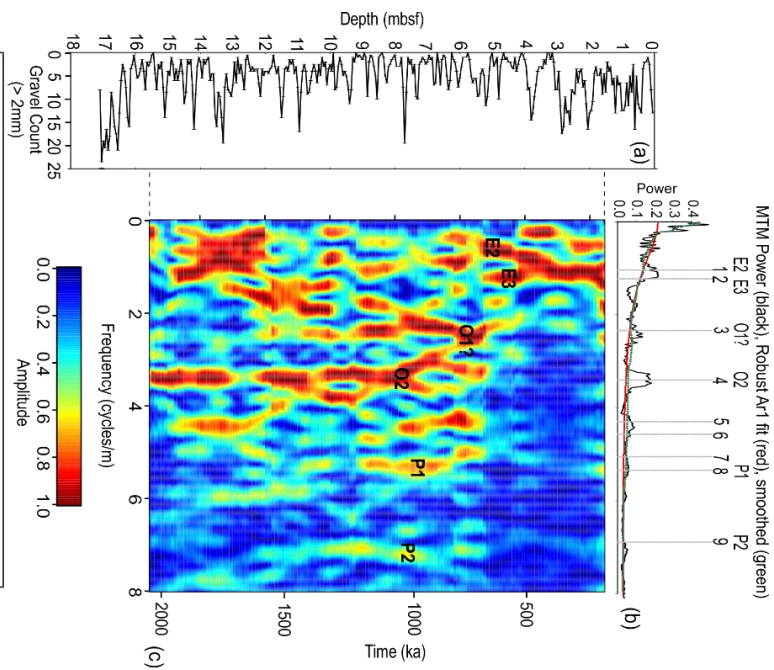 Depth (mbsf)
18 17 16 15 14 13 12 11 10 9 8 7 6 5 4 3 2 1 0
0 5 10 15 20 25
Gravel Count
(> 2mm)
(a)
MTM Power (black), Robust Ar1 fit (red), smoothed (green)
Power
0.0 0.1 0.2 0.3 0.4
E2 E3 O1? O2 P1 P2
1 2 3 4 5 6 7 8 9
(b)
0 2 4 6 8
Frequency (cycles/m)
E2
E3
O1?
O2
P1
P2
2000 1500 1000 500
Time (ka)
(c)
0.0 0.2 0.4 0.6 0.8 1.0
Amplitude